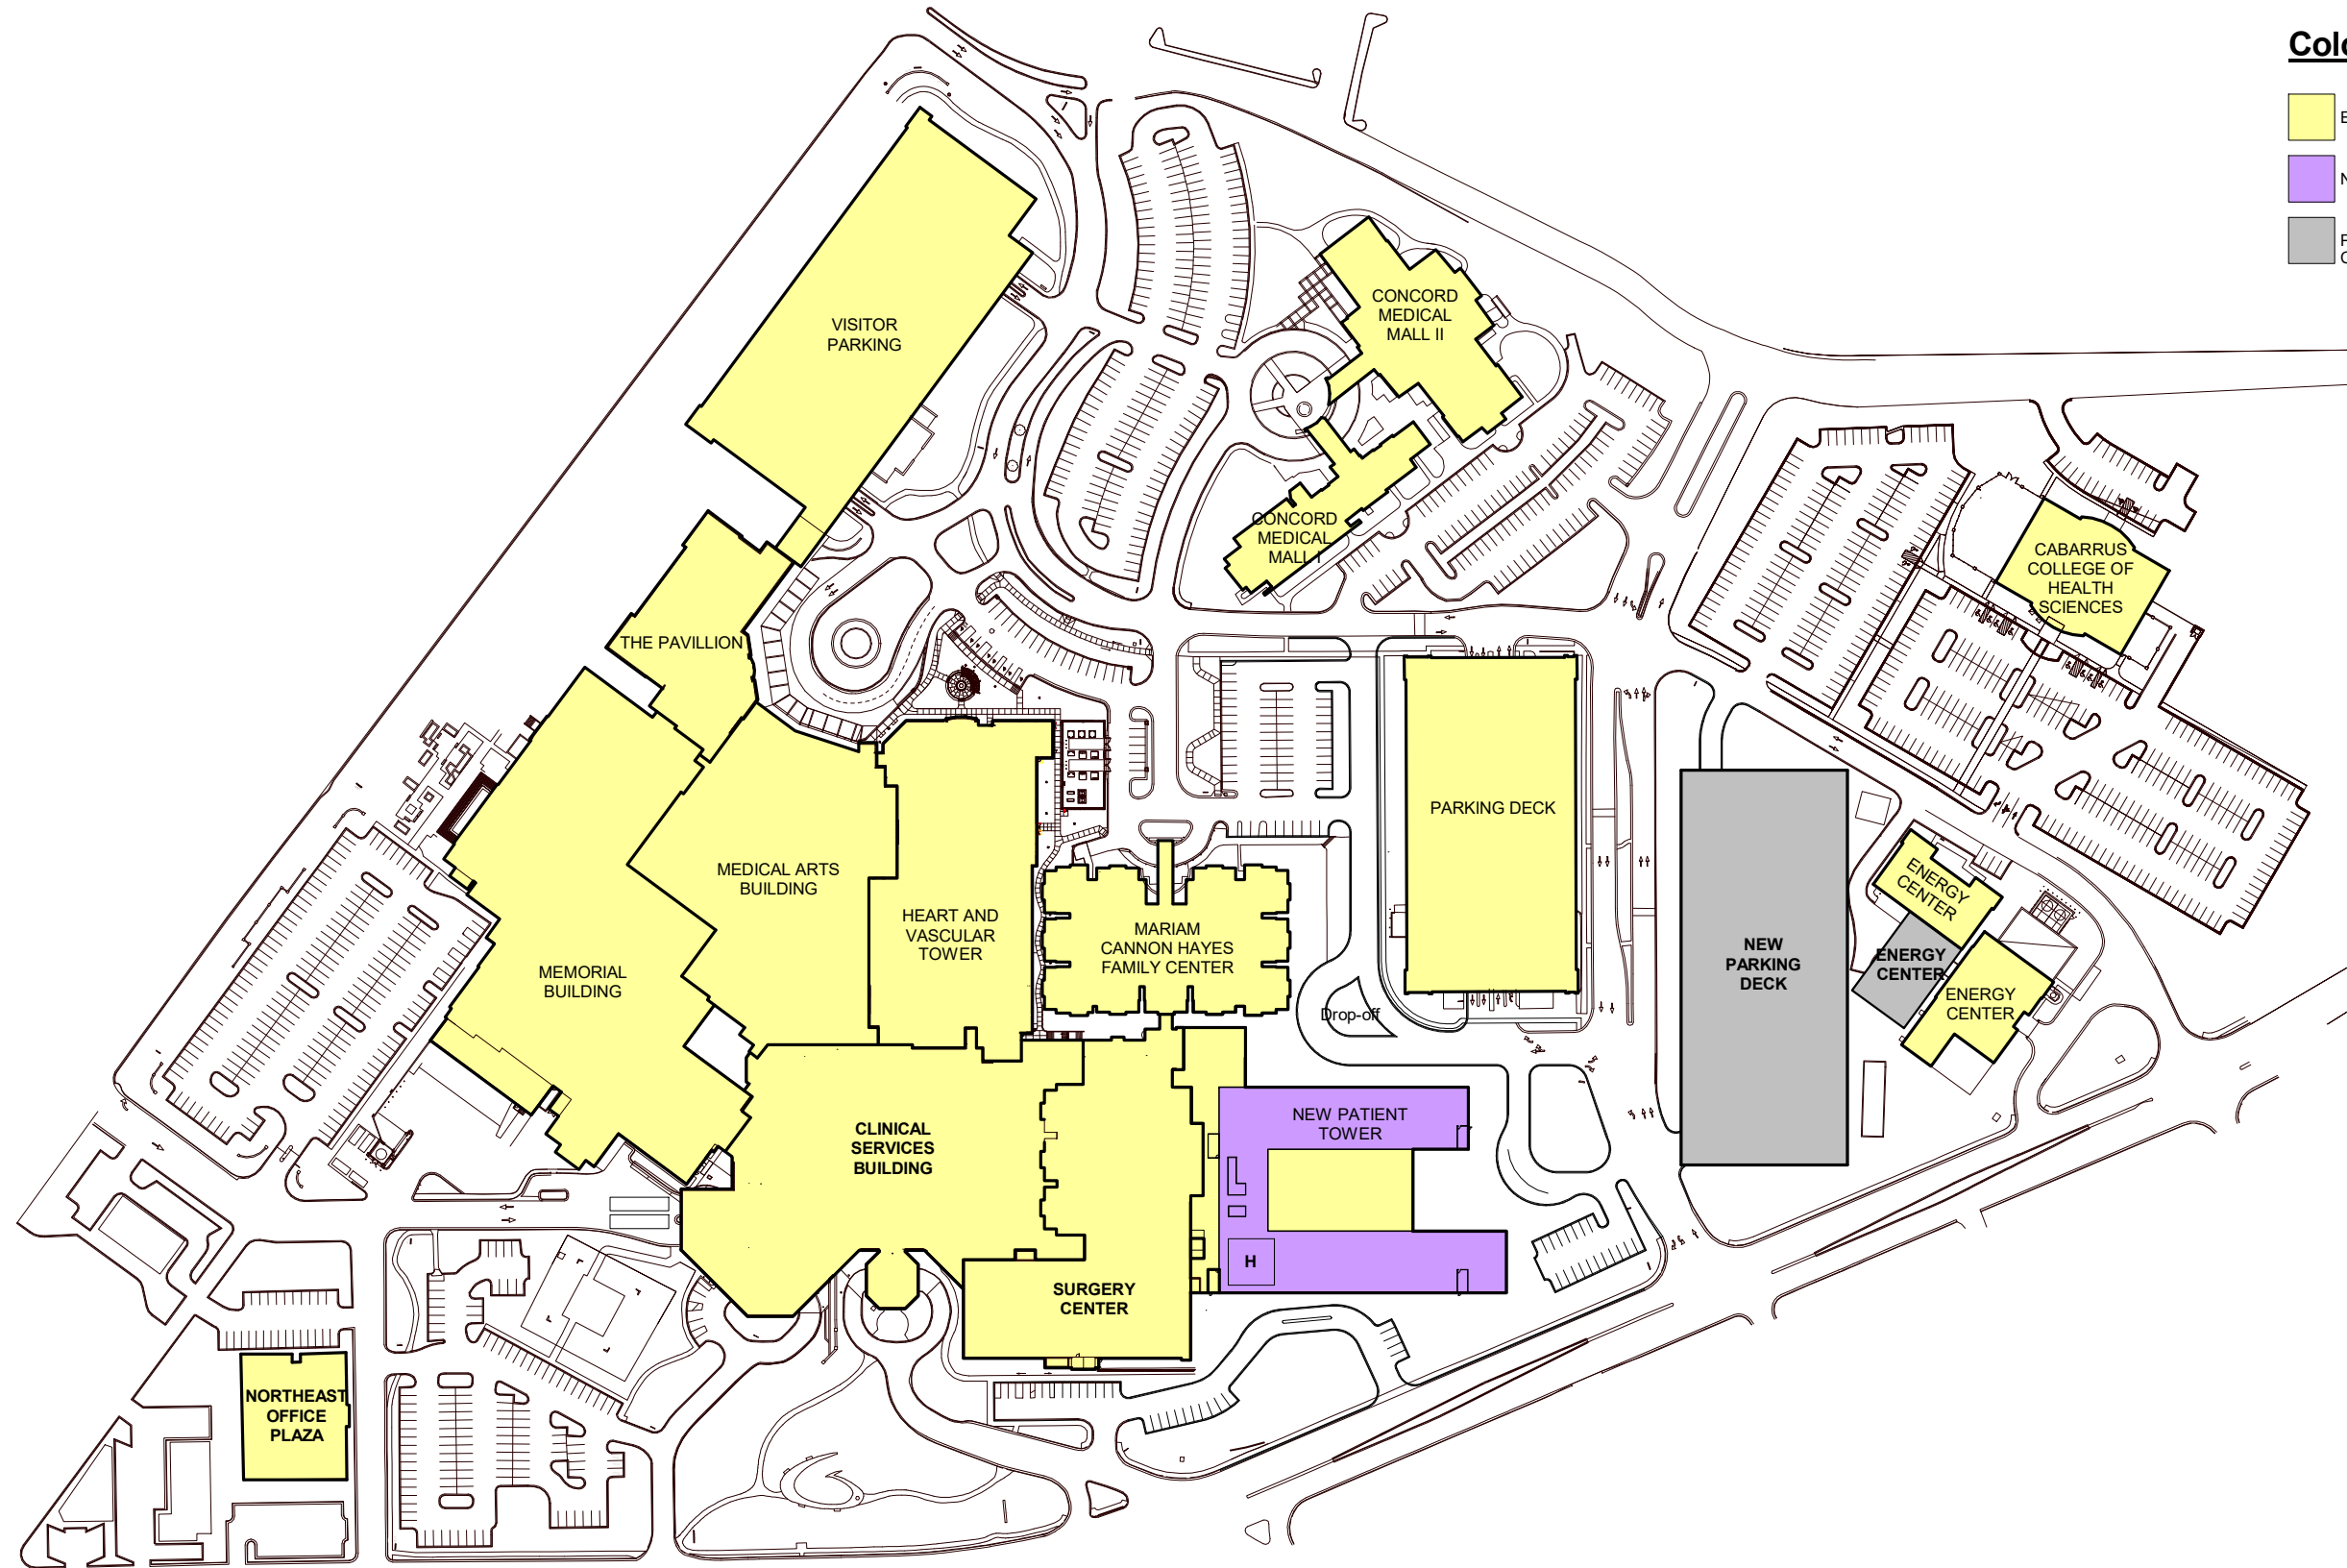 VISITOR
PARKING
CONCORD
MEDICAL
MALL II
CONCORD
MEDICAL
MALL I
CABARRUS
COLLEGE OF
HEALTH
SCIENCES
THE PAVILLION
PARKING DECK
MEDICAL ARTS
BUILDING
HEART AND
VASCULAR
TOWER
MARIAM
CANNON HAYES
FAMILY CENTER
MEMORIAL
BUILDING
Drop-off
NEW
PARKING
DECK
ENERGY
CENTER
ENERGY
CENTER
ENERGY
CENTER
NEW PATIENT
TOWER
CLINICAL
SERVICES
BUILDING
H
SURGERY
CENTER
NORTHEAST
OFFICE
PLAZA